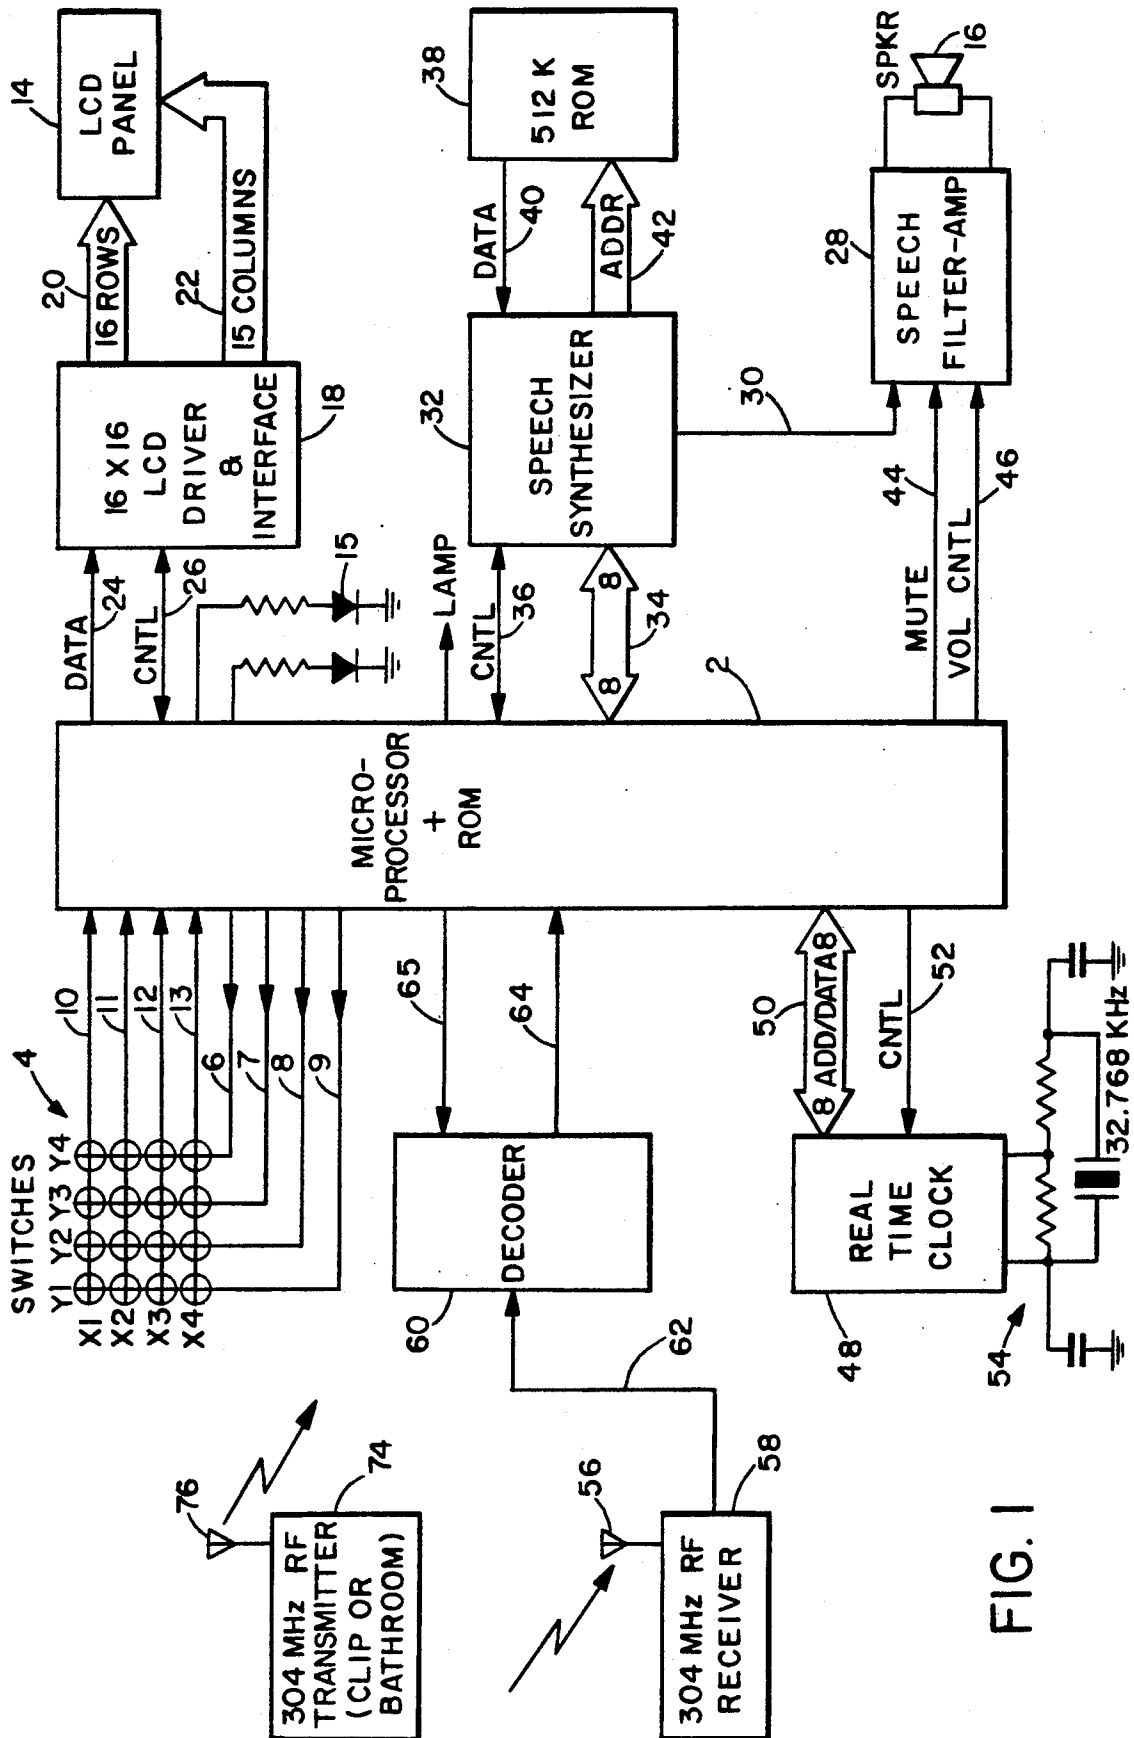 SWITCHES
Y1 Y2 Y3 Y4
X1
X2
X3
X4
4
10
11
12
13
6
7
8
9
MICRO-
PROCESSOR
+
ROM
2
DATA
24
CNTL
26
16 X 16
LCD
DRIVER
&
INTERFACE
18
20
16 ROWS
22
15 COLUMNS
14
LCD
PANEL
15
LAMP
CNTL
36
8 8
34
32
SPEECH
SYNTHESIZER
DATA
40
ADDR
42
38
512 K
ROM
30
MUTE
44
VOL CNTL
46
28
SPEECH
FILTER-AMP
SPKR
16
76
304 MHz RF
TRANSMITTER
(CLIP OR
BATHROOM)
74
56
304 MHz RF
RECEIVER
58
62
60
DECODER
65
64
50
8 ADD/DATA 8
CNTL
52
REAL
TIME
CLOCK
48
54
32.768 KHz
FIG. 1